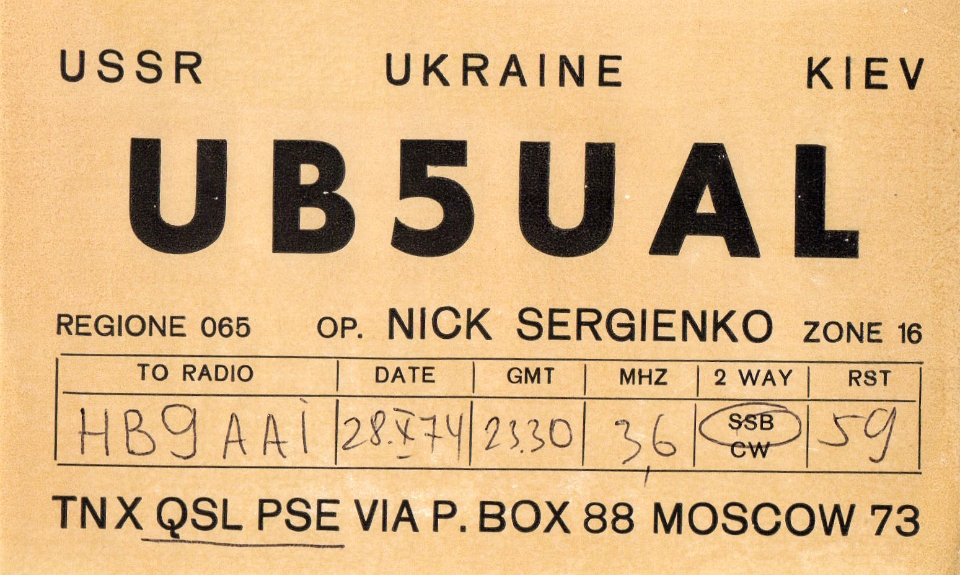 USSR UKRAINE KIEV
UB5UAL
REGIONE 065 OP. NICK SERGIENKO ZONE 16
TO RADIO DATE GMT MHZ 2 WAY RST
HB9AAI 28.X.74 23.30 3,6 SSB 59
CW
TNX QSL PSE VIA P. BOX 88 MOSCOW 73